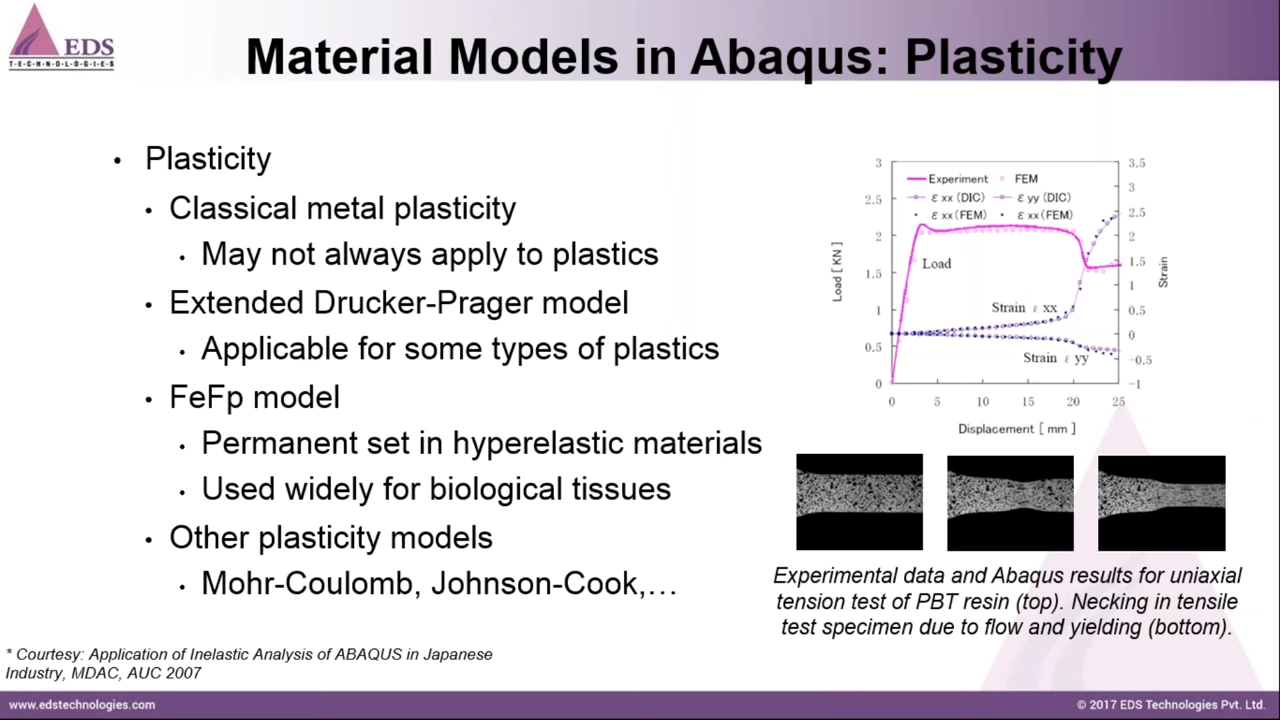 EDS
T·E·C·H·N·O·L·O·G·I·E·S
Material Models in Abaqus: Plasticity
• Plasticity
• Classical metal plasticity
• May not always apply to plastics
• Extended Drucker-Prager model
• Applicable for some types of plastics
• FeFp model
• Permanent set in hyperelastic materials
• Used widely for biological tissues
• Other plasticity models
• Mohr-Coulomb, Johnson-Cook,…
* Courtesy: Application of Inelastic Analysis of ABAQUS in Japanese
Industry, MDAC, AUC 2007
Experiment FEM
ε xx (DIC) ε yy (DIC)
ε xx (FEM) ε xx (FEM)
Load
Strain ε xx
Strain ε yy
Load [ KN ]
3
2.5
2
1.5
1
0.5
0
Strain
3.5
3
2.5
2
1.5
1
0.5
0
-0.5
-1
0 5 10 15 20 25
Displacement [ mm ]
Experimental data and Abaqus results for uniaxial
tension test of PBT resin (top). Necking in tensile
test specimen due to flow and yielding (bottom).
www.edstechnologies.com
© 2017 EDS Technologies Pvt. Ltd.